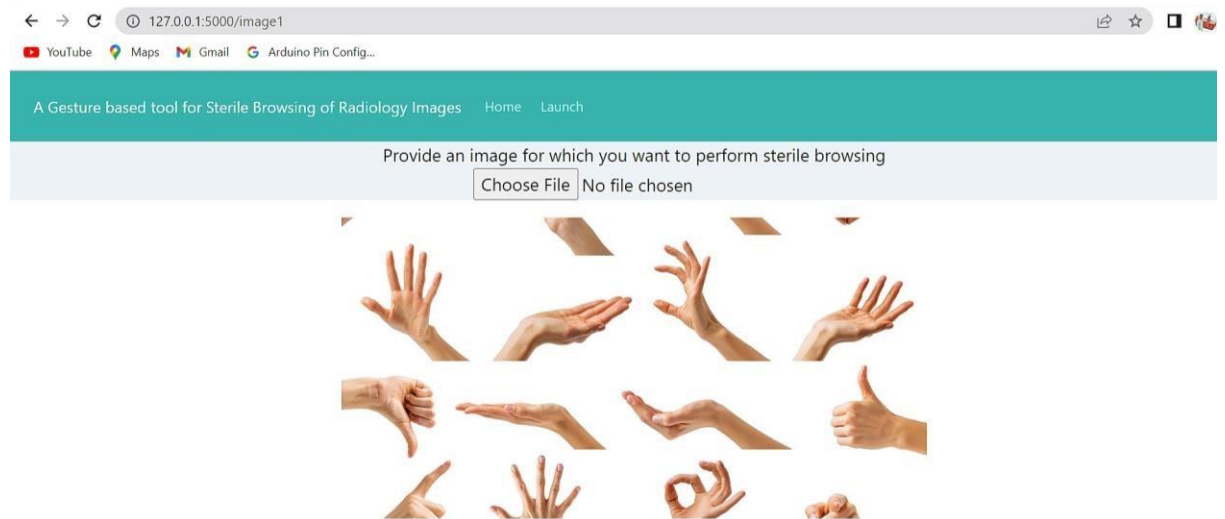 127.0.0.1:5000/image1
YouTube Maps Gmail Arduino Pin Config...
A Gesture based tool for Sterile Browsing of Radiology Images Home Launch
Provide an image for which you want to perform sterile browsing
Choose File No file chosen